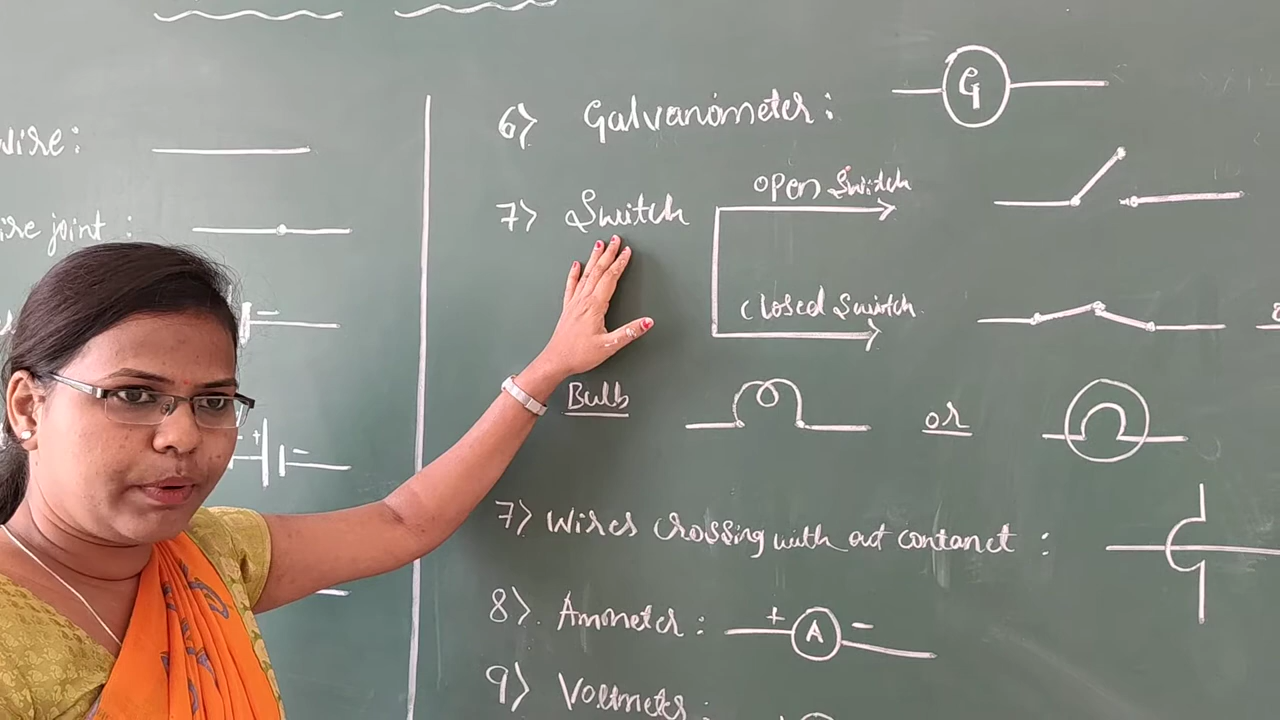 wire:
wire joint :
+ -
6) Galvanometer: G
7) Switch
open switch
closed switch
Bulb or
7) Wires crossing with out contanct :
8). Ammeter: + A -
9) Voltmeter: